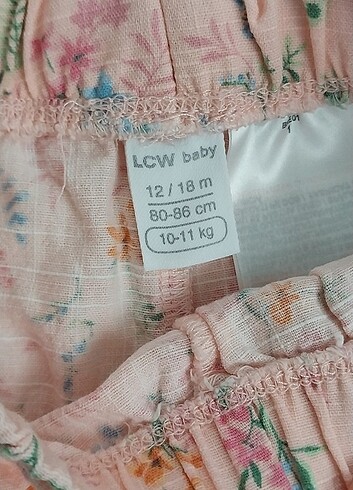 LCW baby
12 / 18 m
80-86 cm
10-11 kg